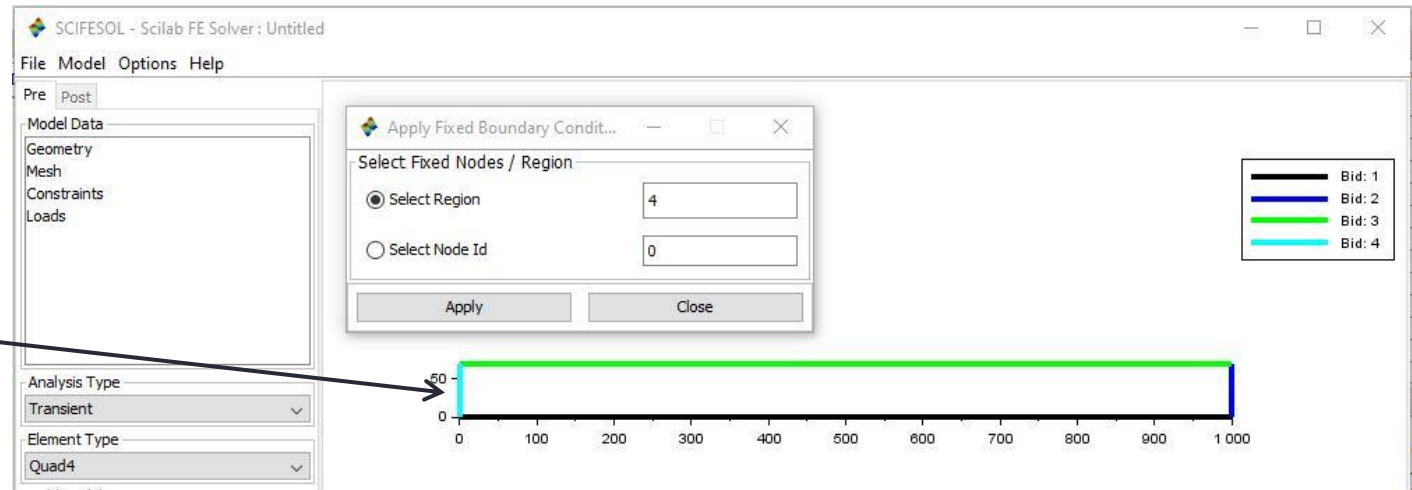 SCIFESOL - Scilab FE Solver : Untitled
File Model Options Help
Pre Post
Model Data
Geometry
Mesh
Constraints
Loads
Analysis Type
Transient
Element Type
Quad4
Apply Fixed Boundary Condit...
Select Fixed Nodes / Region
Select Region 4
Select Node Id 0
Apply Close
Bid: 1
Bid: 2
Bid: 3
Bid: 4
50
0
0 100 200 300 400 500 600 700 800 900 1 000